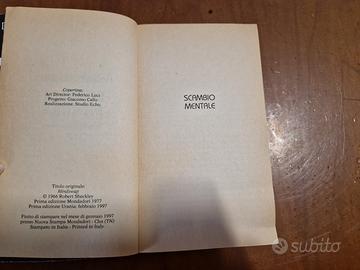 Copertina:
Art Director: Federico Luci
Progetto: Giacomo Callo
Realizzazione: Studio Echo
Titolo originale:
Mindswap
© 1966 Robert Sheckley
Prima edizione Mondadori 1977
Prima edizione Urania: febbraio 1997
Finito di stampare nel mese di gennaio 1997
presso Nuova Stampa Mondadori - Cles (TN)
Stampato in Italia - Printed in Italy
SCAMBIO
MENTALE
subito